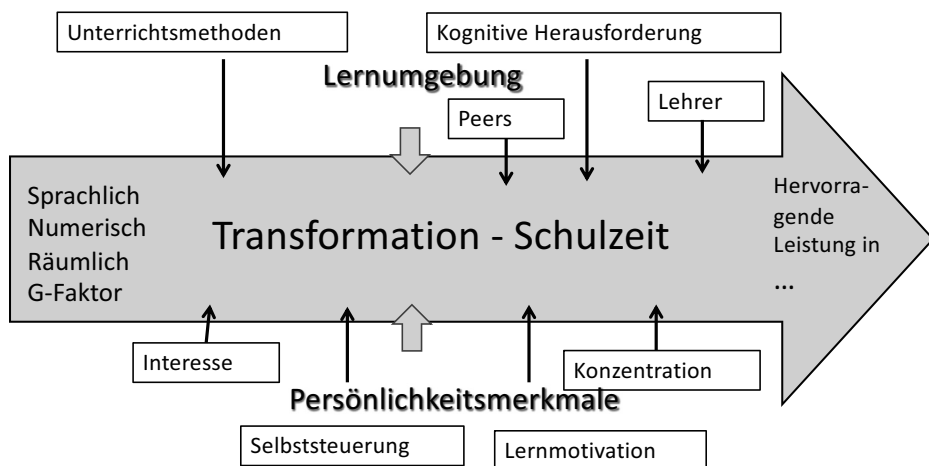 Unterrichtsmethoden
Kognitive Herausforderung
Lernumgebung
Peers
Lehrer
Sprachlich
Numerisch
Räumlich
G-Faktor
Transformation - Schulzeit
Hervorra-
gende
Leistung in
...
Interesse
Konzentration
Persönlichkeitsmerkmale
Selbststeuerung
Lernmotivation